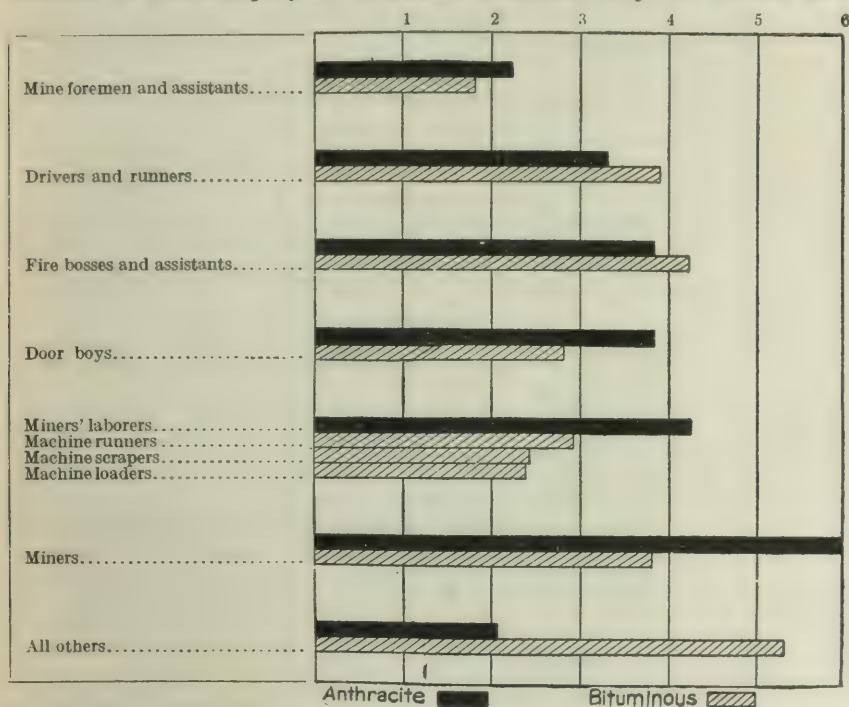 1 2 3 4 5 6
Mine foremen and assistants.......
Drivers and runners..............
Fire bosses and assistants.........
Door boys........................
Miners' laborers...................
Machine runners..................
Machine scrapers..................
Machine loaders...................
Miners.............................
All others..........................
Anthracite Bituminous